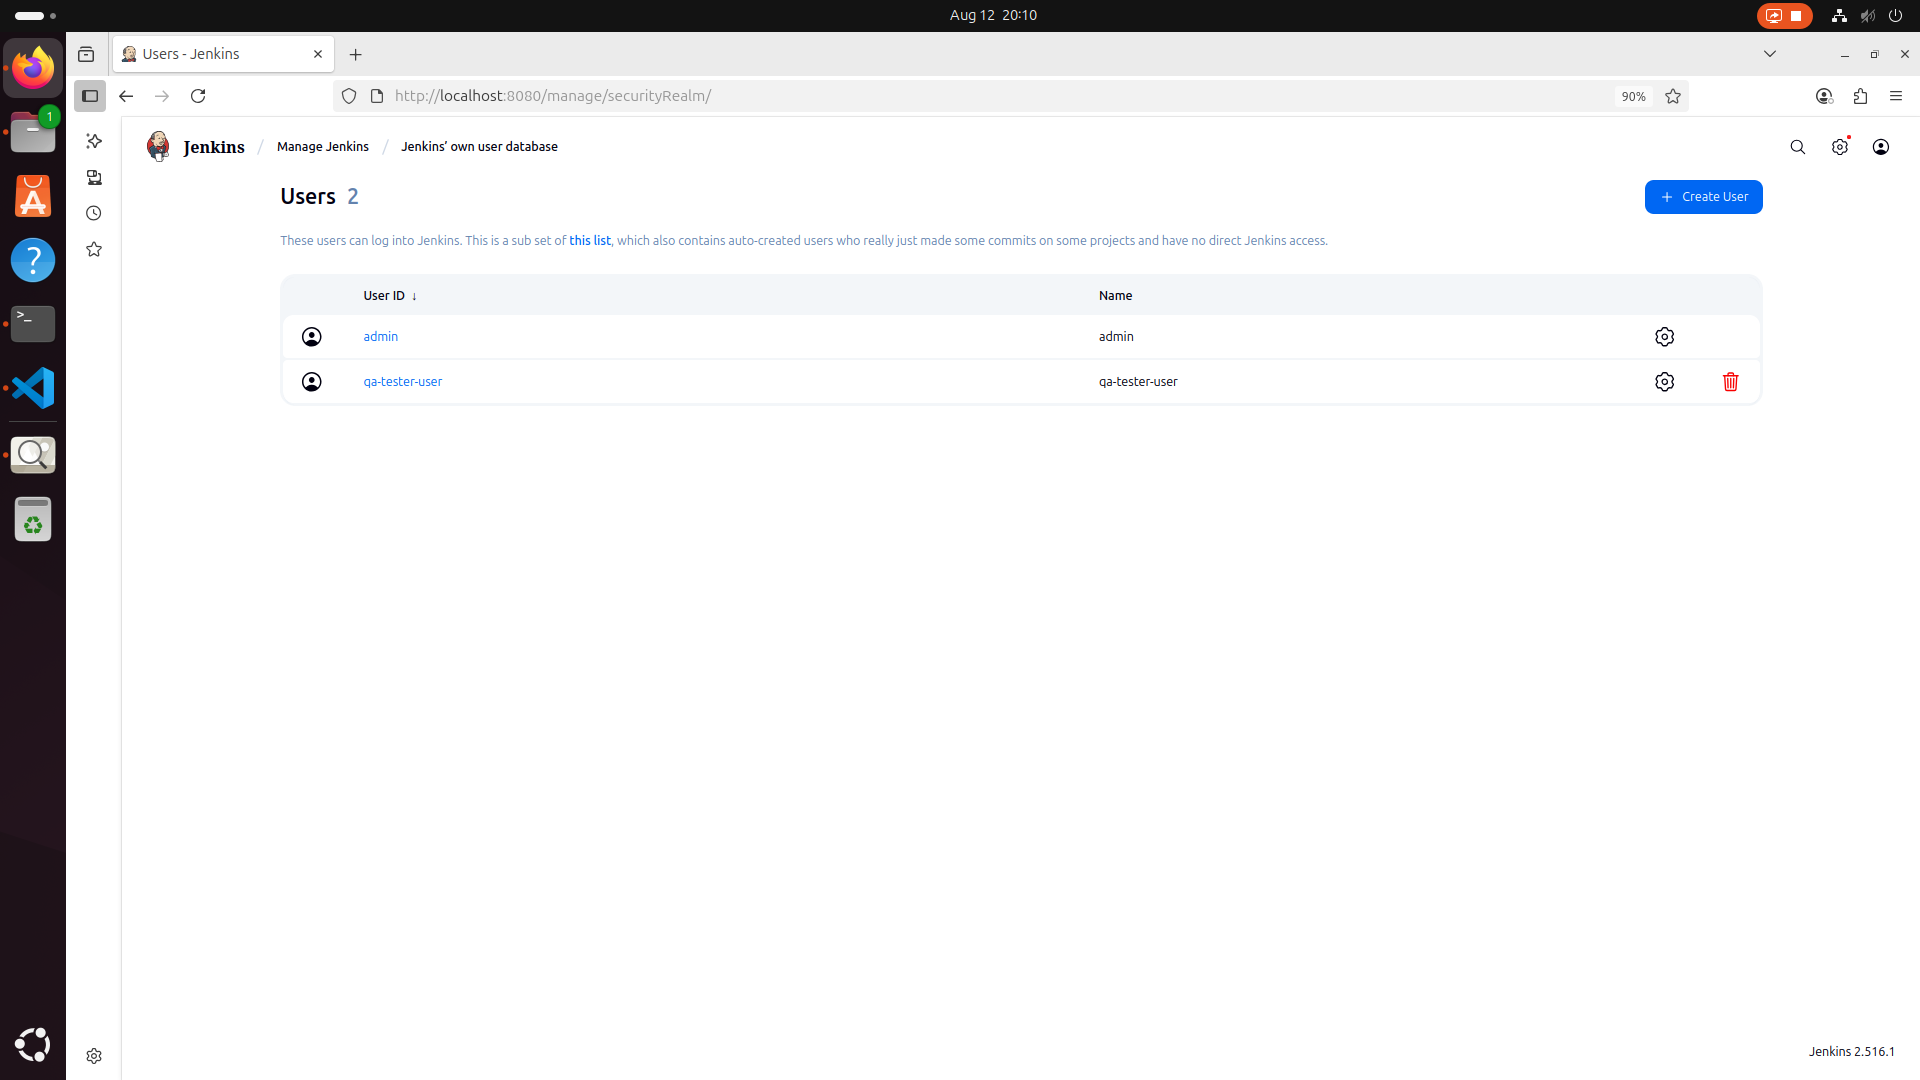 Aug 12 20:10
Users - Jenkins
http://localhost:8080/manage/securityRealm/
90%
1
Jenkins / Manage Jenkins / Jenkins’ own user database
Users 2
+ Create User
These users can log into Jenkins. This is a sub set of this list, which also contains auto-created users who really just made some commits on some projects and have no direct Jenkins access.
User ID ↓ Name
admin admin
qa-tester-user qa-tester-user
Jenkins 2.516.1